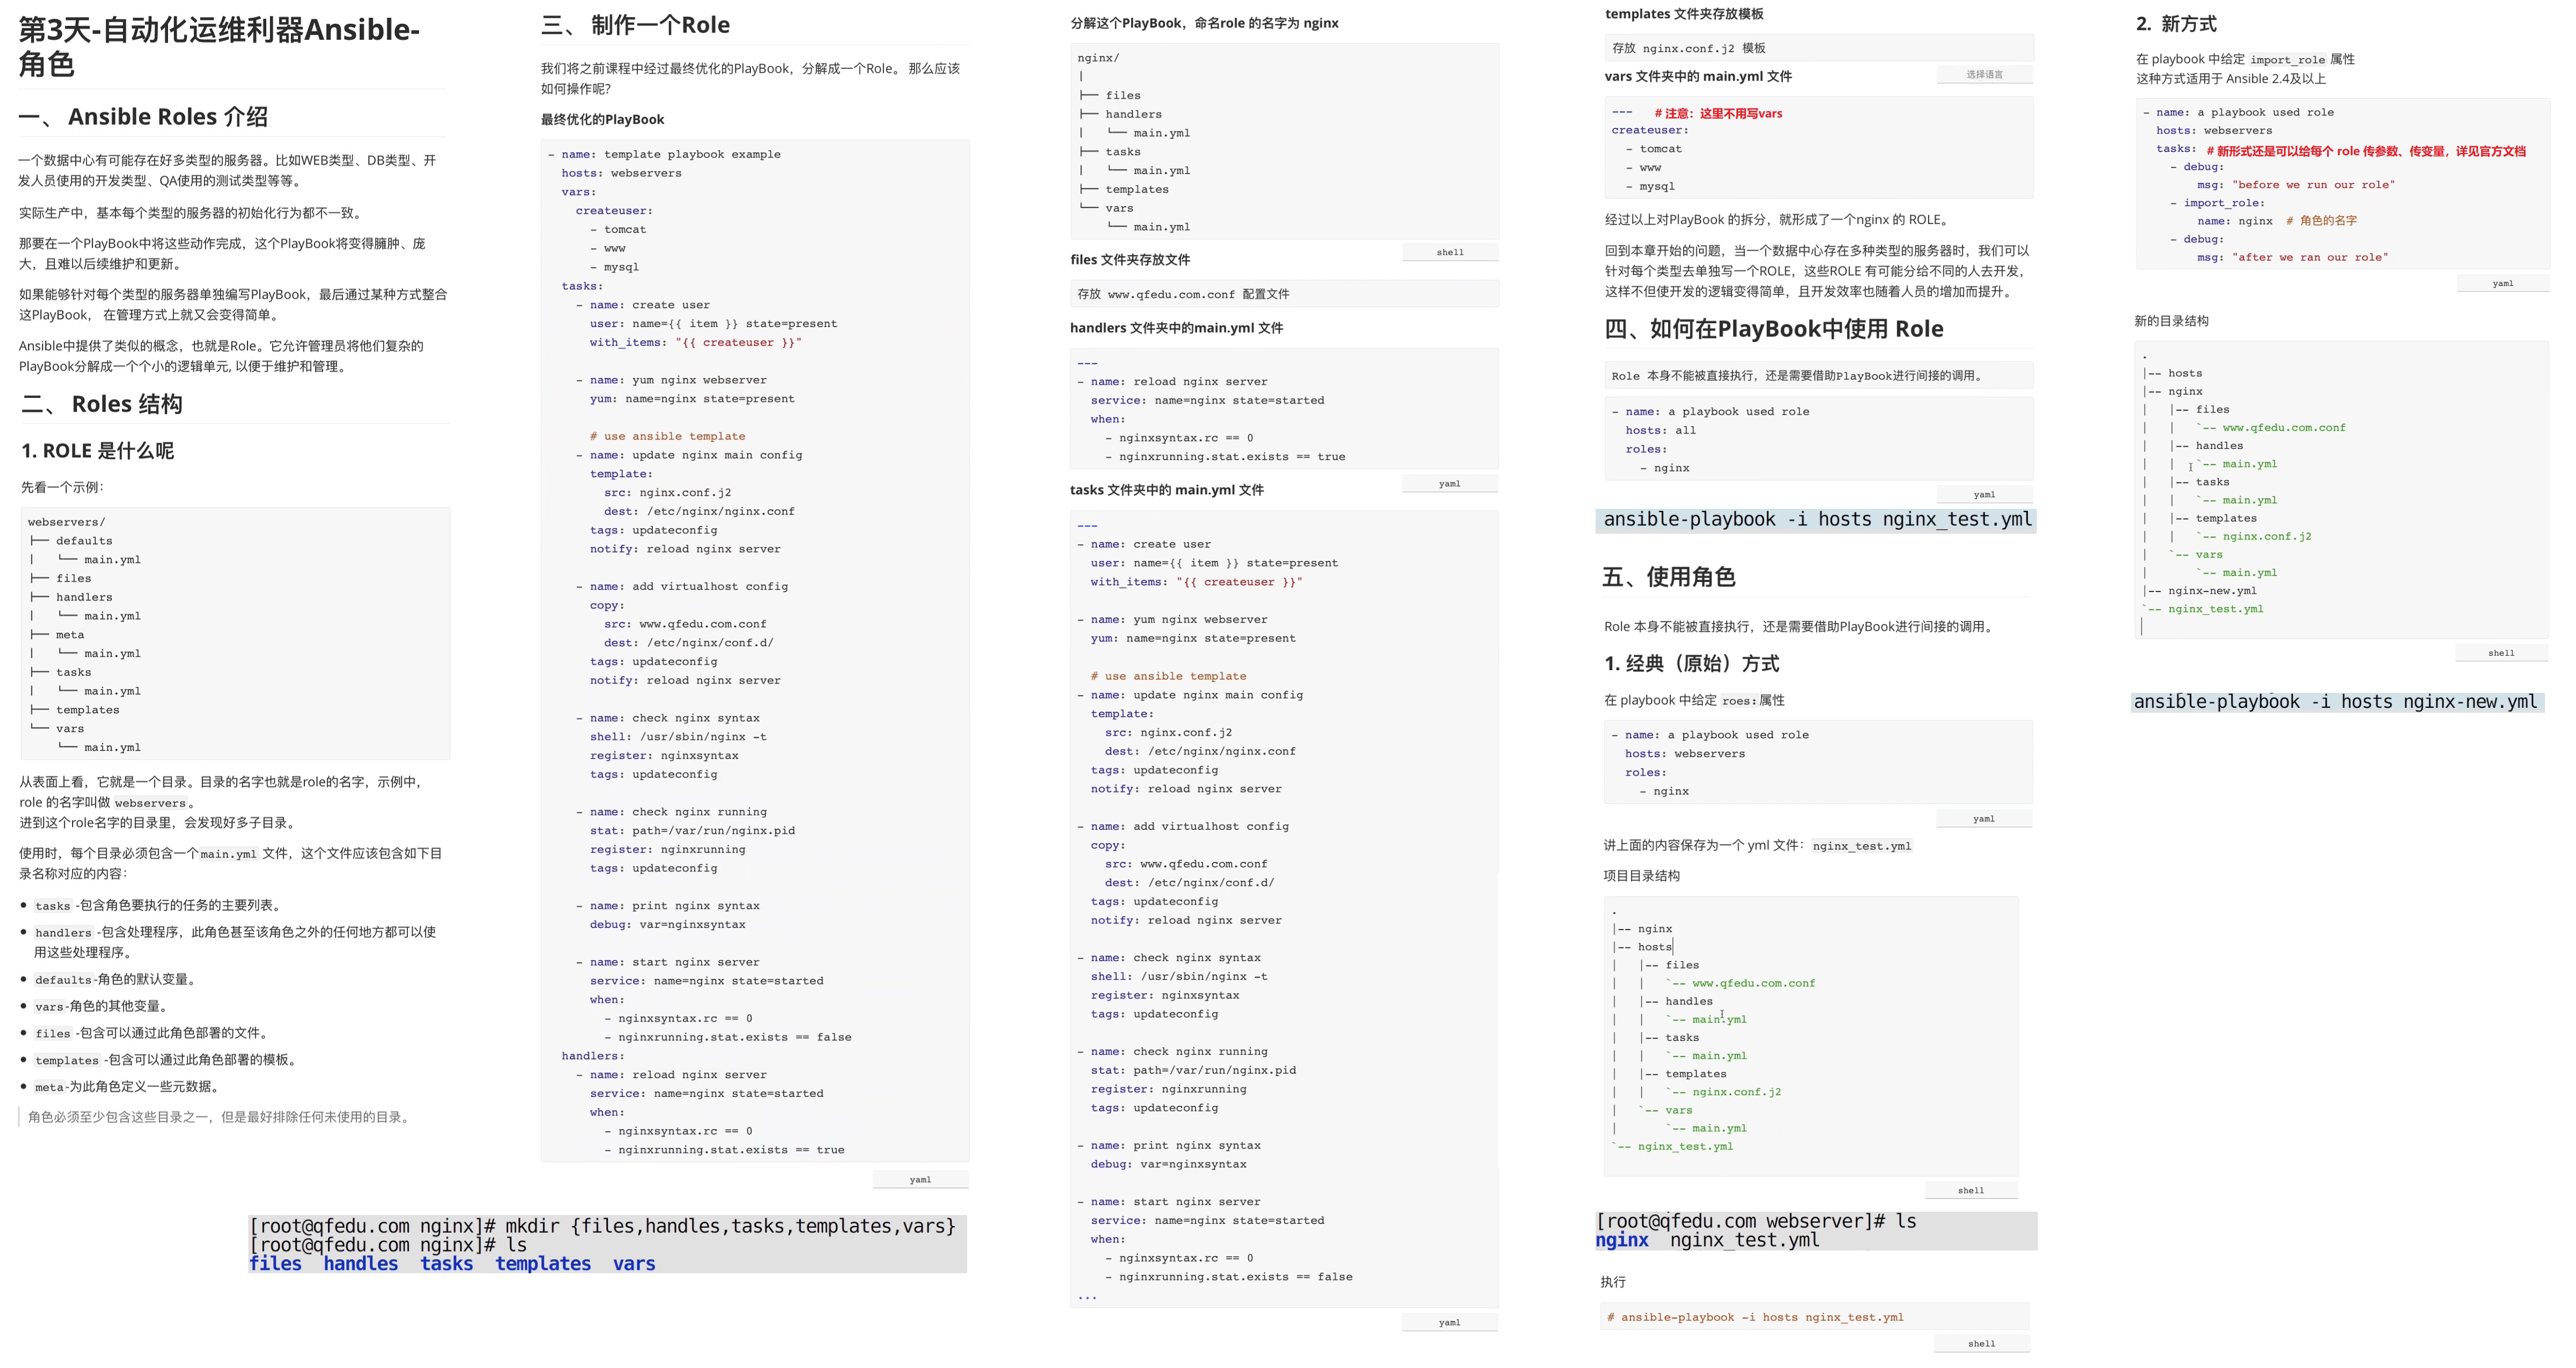 第3天-自动化运维利器Ansible-
角色
一、 Ansible Roles 介绍
一个数据中心有可能存在好多类型的服务器。比如WEB类型、DB类型、开
发人员使用的开发类型、QA使用的测试类型等等。
实际生产中，基本每个类型的服务器的初始化行为都不一致。
那要在一个PlayBook中将这些动作完成，这个PlayBook将变得臃肿、庞
大，且难以后续维护和更新。
如果能够针对每个类型的服务器单独编写PlayBook，最后通过某种方式整合
这PlayBook， 在管理方式上就又会变得简单。
Ansible中提供了类似的概念，也就是Role。它允许管理员将他们复杂的
PlayBook分解成一个个小的逻辑单元, 以便于维护和管理。
二、 Roles 结构
1. ROLE 是什么呢
先看一个示例：
webservers/
├── defaults
│   └── main.yml
├── files
├── handlers
│   └── main.yml
├── meta
│   └── main.yml
├── tasks
│   └── main.yml
├── templates
└── vars
    └── main.yml
从表面上看，它就是一个目录。目录的名字也就是role的名字，示例中，
role 的名字叫做 webservers。
进到这个role名字的目录里，会发现好多子目录。
使用时，每个目录必须包含一个main.yml 文件，这个文件应该包含如下目
录名称对应的内容：
• tasks -包含角色要执行的任务的主要列表。
• handlers -包含处理程序，此角色甚至该角色之外的任何地方都可以使
用这些处理程序。
• defaults-角色的默认变量。
• vars-角色的其他变量。
• files -包含可以通过此角色部署的文件。
• templates -包含可以通过此角色部署的模板。
• meta-为此角色定义一些元数据。
角色必须至少包含这些目录之一，但是最好排除任何未使用的目录。
三、 制作一个Role
我们将之前课程中经过最终优化的PlayBook，分解成一个Role。 那么应该
如何操作呢?
最终优化的PlayBook
- name: template playbook example
  hosts: webservers
  vars:
    createuser:
      - tomcat
      - www
      - mysql
  tasks:
    - name: create user
      user: name={{ item }} state=present
      with_items: "{{ createuser }}"
    - name: yum nginx webserver
      yum: name=nginx state=present
      # use ansible template
    - name: update nginx main config
      template:
        src: nginx.conf.j2
        dest: /etc/nginx/nginx.conf
      tags: updateconfig
      notify: reload nginx server
    - name: add virtualhost config
      copy:
        src: www.qfedu.com.conf
        dest: /etc/nginx/conf.d/
      tags: updateconfig
      notify: reload nginx server
    - name: check nginx syntax
      shell: /usr/sbin/nginx -t
      register: nginxsyntax
      tags: updateconfig
    - name: check nginx running
      stat: path=/var/run/nginx.pid
      register: nginxrunning
      tags: updateconfig
    - name: print nginx syntax
      debug: var=nginxsyntax
    - name: start nginx server
      service: name=nginx state=started
      when:
        - nginxsyntax.rc == 0
        - nginxrunning.stat.exists == false
  handlers:
    - name: reload nginx server
      service: name=nginx state=started
      when:
        - nginxsyntax.rc == 0
        - nginxrunning.stat.exists == true
yaml
[root@qfedu.com nginx]# mkdir {files,handles,tasks,templates,vars}
[root@qfedu.com nginx]# ls
files  handles  tasks  templates  vars
分解这个PlayBook，命名role 的名字为 nginx
nginx/
|
├── files
├── handlers
│   └── main.yml
├── tasks
│   └── main.yml
├── templates
└── vars
    └── main.yml
shell
files 文件夹存放文件
存放 www.qfedu.com.conf 配置文件
handlers 文件夹中的main.yml 文件
---
- name: reload nginx server
  service: name=nginx state=started
  when:
    - nginxsyntax.rc == 0
    - nginxrunning.stat.exists == true
yaml
tasks 文件夹中的 main.yml 文件
---
- name: create user
  user: name={{ item }} state=present
  with_items: "{{ createuser }}"
- name: yum nginx webserver
  yum: name=nginx state=present
  # use ansible template
- name: update nginx main config
  template:
    src: nginx.conf.j2
    dest: /etc/nginx/nginx.conf
  tags: updateconfig
  notify: reload nginx server
- name: add virtualhost config
  copy:
    src: www.qfedu.com.conf
    dest: /etc/nginx/conf.d/
  tags: updateconfig
  notify: reload nginx server
- name: check nginx syntax
  shell: /usr/sbin/nginx -t
  register: nginxsyntax
  tags: updateconfig
- name: check nginx running
  stat: path=/var/run/nginx.pid
  register: nginxrunning
  tags: updateconfig
- name: print nginx syntax
  debug: var=nginxsyntax
- name: start nginx server
  service: name=nginx state=started
  when:
    - nginxsyntax.rc == 0
    - nginxrunning.stat.exists == false
...
yaml
templates 文件夹存放模板
存放 nginx.conf.j2 模板
vars 文件夹中的 main.yml 文件
选择语言
---   # 注意：这里不用写vars
createuser:
  - tomcat
  - www
  - mysql
经过以上对PlayBook 的拆分，就形成了一个nginx 的 ROLE。
回到本章开始的问题，当一个数据中心存在多种类型的服务器时，我们可以
针对每个类型去单独写一个ROLE，这些ROLE 有可能分给不同的人去开发，
这样不但使开发的逻辑变得简单，且开发效率也随着人员的增加而提升。
四、如何在PlayBook中使用 Role
Role 本身不能被直接执行，还是需要借助PlayBook进行间接的调用。
- name: a playbook used role
  hosts: all
  roles:
    - nginx
yaml
ansible-playbook -i hosts nginx_test.yml
五、使用角色
Role 本身不能被直接执行，还是需要借助PlayBook进行间接的调用。
1. 经典（原始）方式
在 playbook 中给定 roes:属性
- name: a playbook used role
  hosts: webservers
  roles:
    - nginx
yaml
讲上面的内容保存为一个 yml 文件： nginx_test.yml
项目目录结构
.
|-- nginx
|-- hosts
|   |-- files
|   |   `-- www.qfedu.com.conf
|   |-- handles
|   |   `-- main.yml
|   |-- tasks
|   |   `-- main.yml
|   |-- templates
|   |   `-- nginx.conf.j2
|   `-- vars
|       `-- main.yml
`-- nginx_test.yml
shell
[root@qfedu.com webserver]# ls
nginx  nginx_test.yml
执行
# ansible-playbook -i hosts nginx_test.yml
shell
2. 新方式
在 playbook 中给定 import_role 属性
这种方式适用于 Ansible 2.4及以上
- name: a playbook used role
  hosts: webservers
  tasks:  # 新形式还是可以给每个 role 传参数、传变量，详见官方文档
    - debug:
        msg: "before we run our role"
    - import_role:
        name: nginx  # 角色的名字
    - debug:
        msg: "after we ran our role"
yaml
新的目录结构
.
|-- hosts
|-- nginx
|   |-- files
|   |   `-- www.qfedu.com.conf
|   |-- handles
|   |   `-- main.yml
|   |-- tasks
|   |   `-- main.yml
|   |-- templates
|   |   `-- nginx.conf.j2
|   `-- vars
|       `-- main.yml
|-- nginx-new.yml
`-- nginx_test.yml
shell
ansible-playbook -i hosts nginx-new.yml